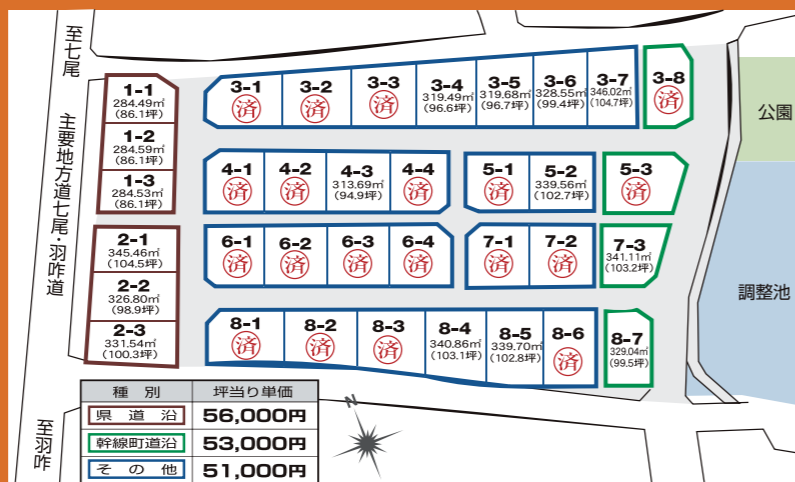 至七尾
主要地方道七尾・羽咋道
至羽咋
1-1
284.49㎡
(86.1坪)
1-2
284.59㎡
(86.1坪)
1-3
284.53㎡
(86.1坪)
2-1
345.46㎡
(104.5坪)
2-2
326.80㎡
(98.9坪)
2-3
331.54㎡
(100.3坪)
3-1
済
3-2
済
3-3
済
3-4
319.49㎡
(96.6坪)
3-5
319.68㎡
(96.7坪)
3-6
328.55㎡
(99.4坪)
3-7
346.02㎡
(104.7坪)
3-8
済
4-1
済
4-2
済
4-3
313.69㎡
(94.9坪)
4-4
済
5-1
済
5-2
339.56㎡
(102.7坪)
5-3
済
6-1
済
6-2
済
6-3
済
6-4
済
7-1
済
7-2
済
7-3
341.11㎡
(103.2坪)
8-1
済
8-2
済
8-3
済
8-4
340.86㎡
(103.1坪)
8-5
339.70㎡
(102.8坪)
8-6
済
8-7
329.04㎡
(99.5坪)
公園
調整池
種 別 坪当り単価
県 道 沿 56,000円
幹線町道沿 53,000円
そ の 他 51,000円
N